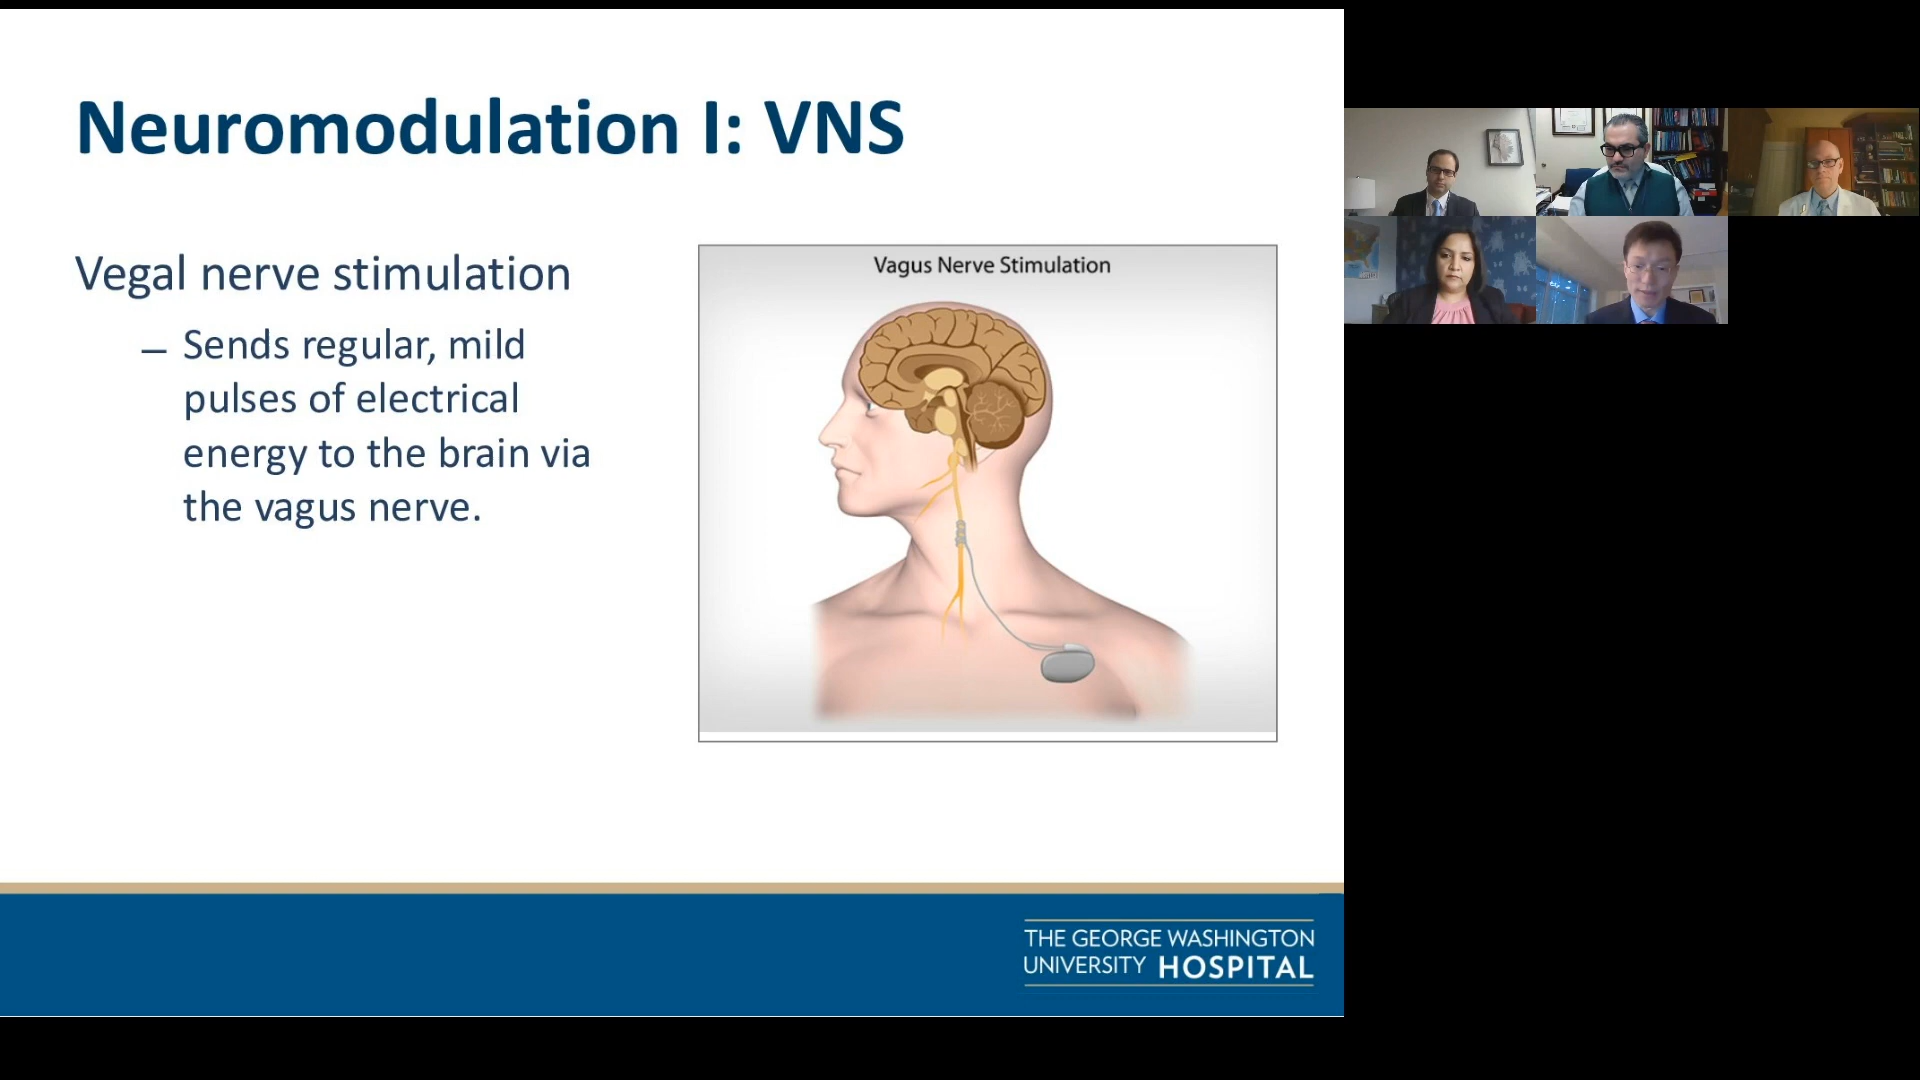 Neuromodulation I: VNS
Vegal nerve stimulation
– Sends regular, mild
pulses of electrical
energy to the brain via
the vagus nerve.
Vagus Nerve Stimulation
THE GEORGE WASHINGTON
UNIVERSITY HOSPITAL